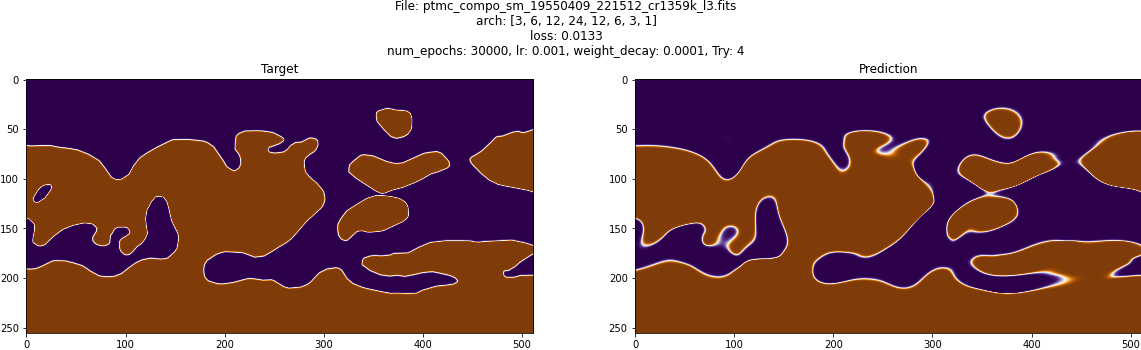 File: ptmc_compo_sm_19550409_221512_cr1359k_l3.fits
arch: [3, 6, 12, 24, 12, 6, 3, 1]
loss: 0.0133
num_epochs: 30000, lr: 0.001, weight_decay: 0.0001, Try: 4
Target
0
50
100
150
200
250
0 100 200 300 400 500
Prediction
0
50
100
150
200
250
0 100 200 300 400 500